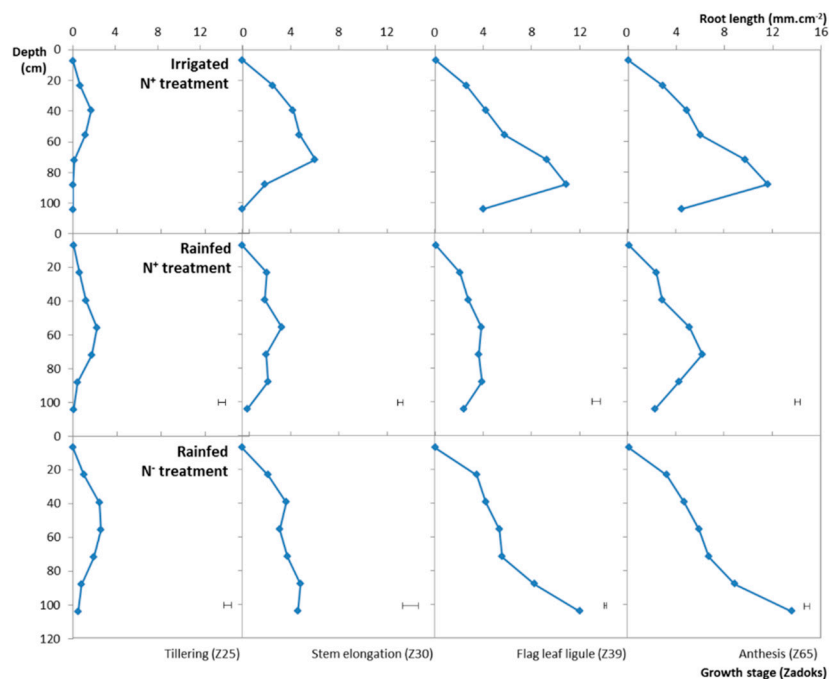 Root length (mm.cm⁻²)
0 4 8 12 0 4 8 12 0 4 8 12 0 4 8 12 16
Depth
(cm)
0
Irrigated
N⁺ treatment
20
40
60
80
100
0
Rainfed
N⁺ treatment
20
40
60
80
100
0
Rainfed
N⁻ treatment
20
40
60
80
100
120
Tillering (Z25) Stem elongation (Z30) Flag leaf ligule (Z39) Anthesis (Z65)
Growth stage (Zadoks)